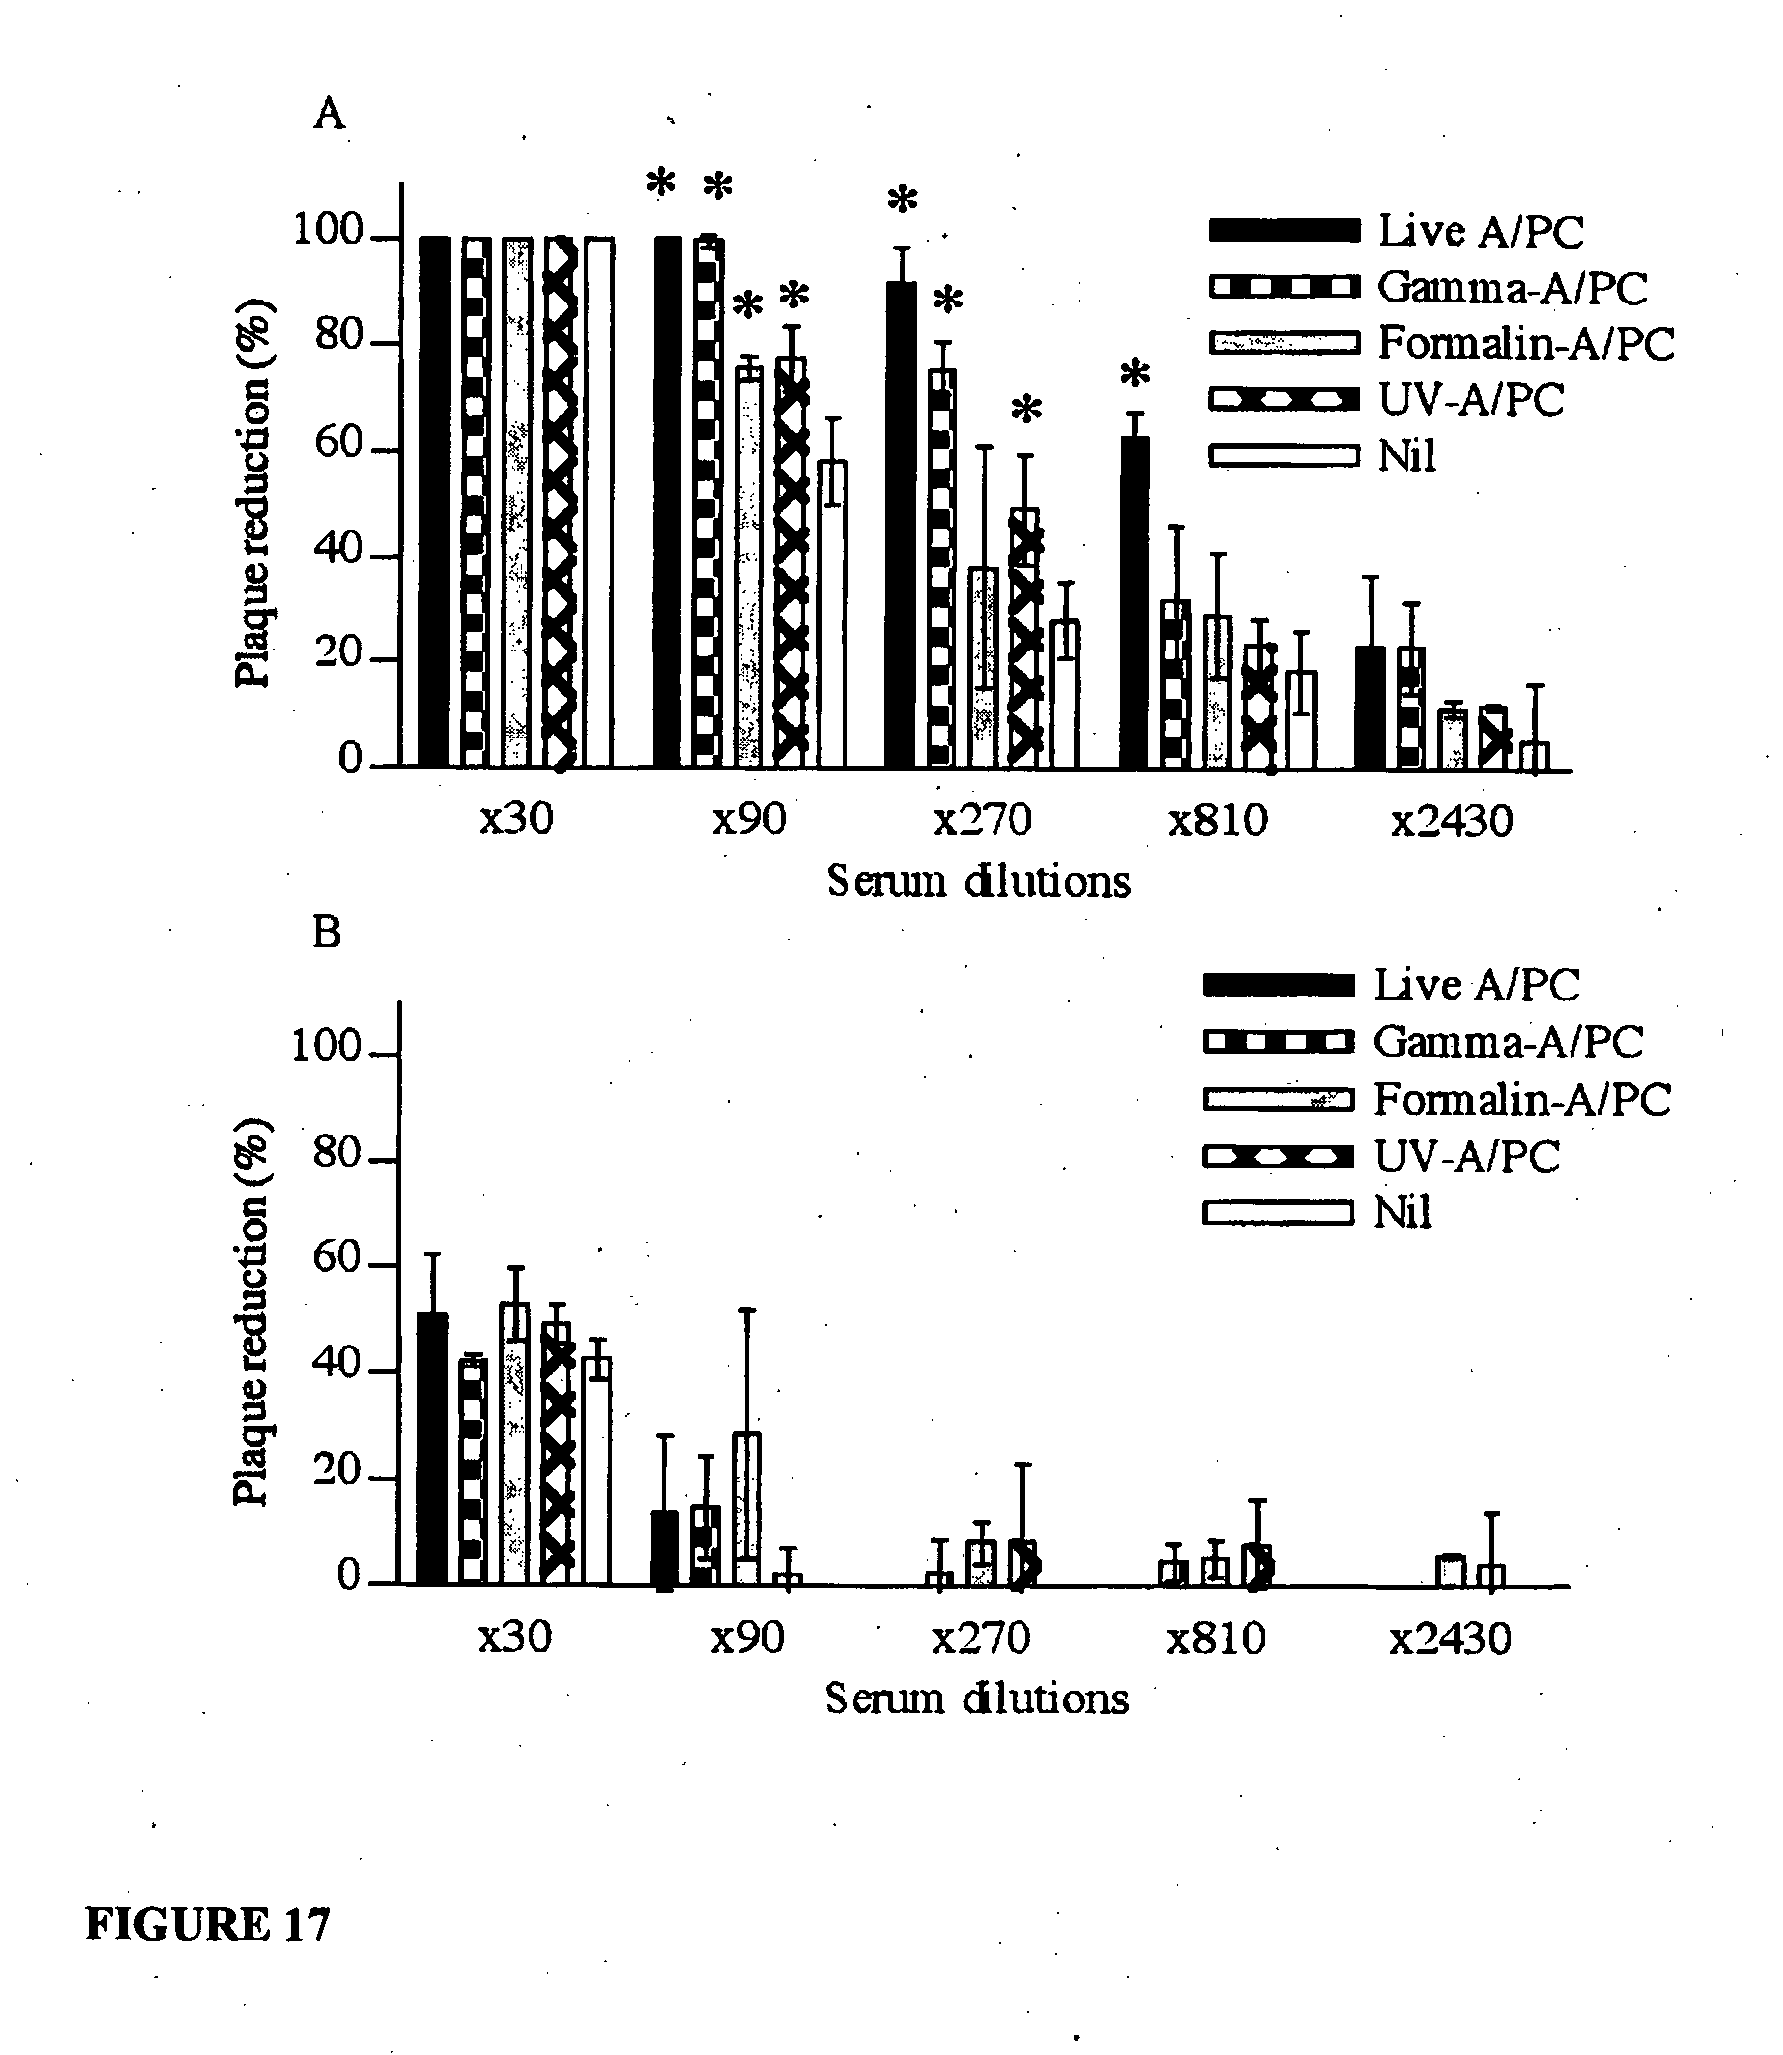 A
* * * * * * * *
100
80
60
40
20
0
Plaque reduction (%)
Live A/PC
Gamma-A/PC
Formalin-A/PC
UV-A/PC
Nil
x30 x90 x270 x810 x2430
Serum dilutions
B
100
80
60
40
20
0
Plaque reduction (%)
Live A/PC
Gamma-A/PC
Formalin-A/PC
UV-A/PC
Nil
x30 x90 x270 x810 x2430
Serum dilutions
FIGURE 17